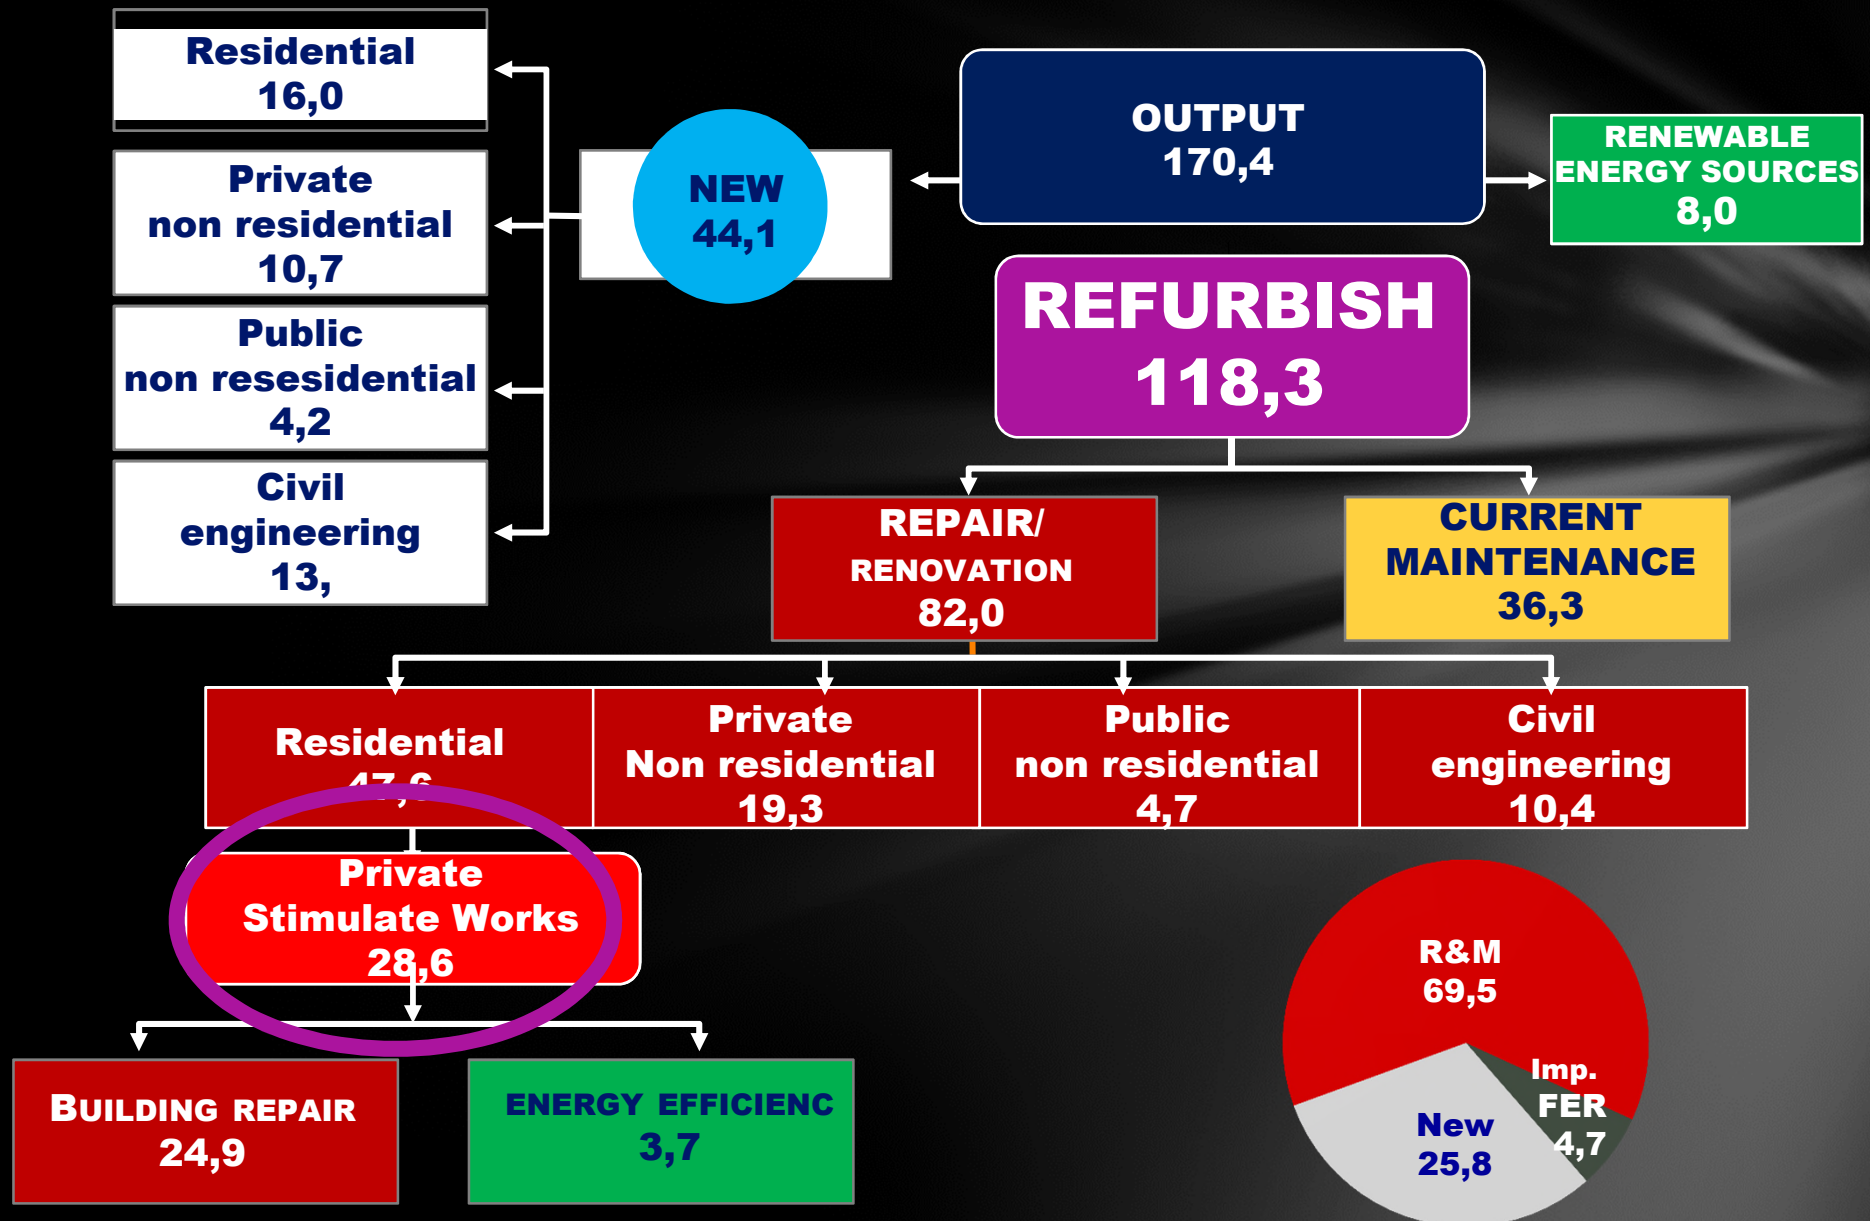 Residential
16,0
Private
non residential
10,7
Public
non resesidential
4,2
Civil
engineering
13,
NEW
44,1
OUTPUT
170,4
RENEWABLE
ENERGY SOURCES
8,0
REFURBISH
118,3
REPAIR/
RENOVATION
82,0
CURRENT
MAINTENANCE
36,3
Residential
47,6
Private
Non residential
19,3
Public
non residential
4,7
Civil
engineering
10,4
Private
Stimulate Works
28,6
BUILDING REPAIR
24,9
ENERGY EFFICIENC
3,7
R&M
69,5
Imp.
FER
4,7
New
25,8